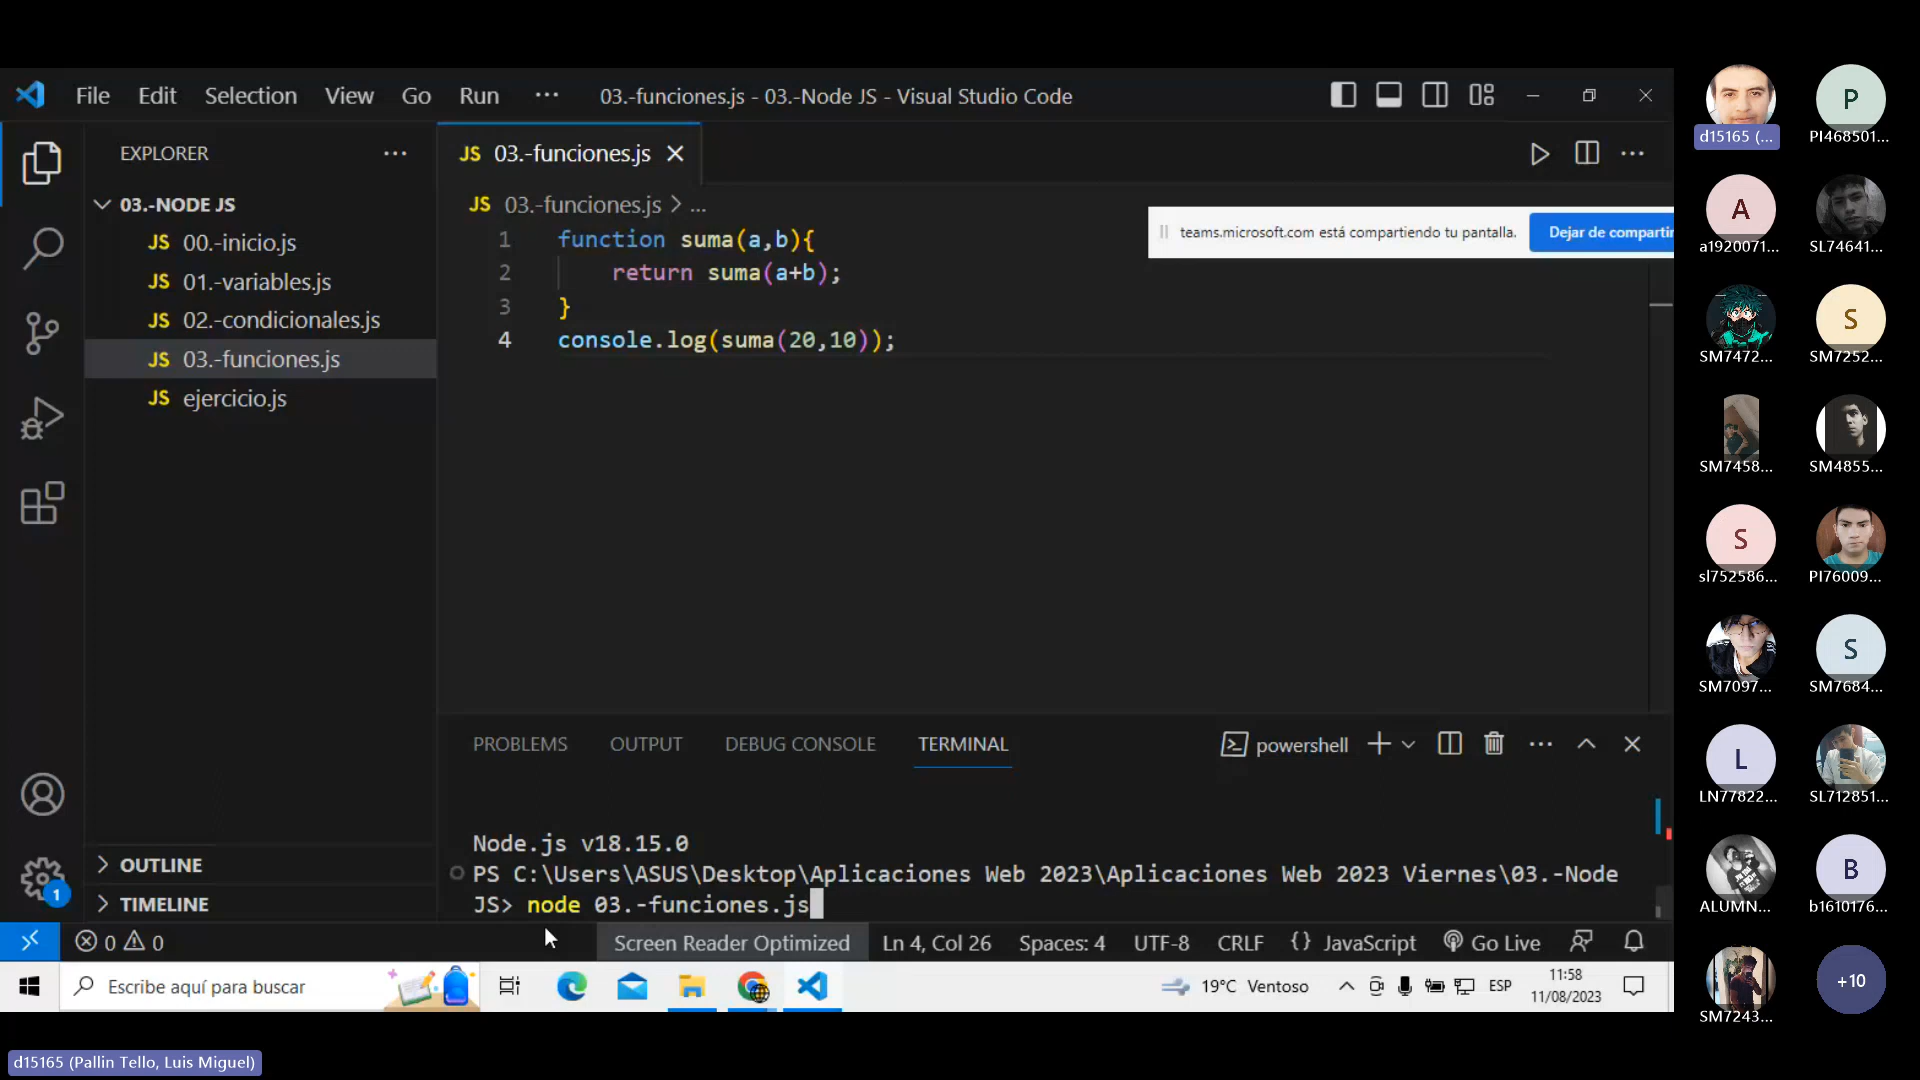 File Edit Selection View Go Run ··· 03.-funciones.js - 03.-Node JS - Visual Studio Code
EXPLORER ···
03.-NODE JS
JS 00.-inicio.js
JS 01.-variables.js
JS 02.-condicionales.js
JS 03.-funciones.js
JS ejercicio.js
OUTLINE
TIMELINE
JS 03.-funciones.js
JS 03.-funciones.js > ...
1 function suma(a,b){
2 return suma(a+b);
3 }
4 console.log(suma(20,10));
teams.microsoft.com está compartiendo tu pantalla. Dejar de compartir
PROBLEMS OUTPUT DEBUG CONSOLE TERMINAL powershell
Node.js v18.15.0
PS C:\Users\ASUS\Desktop\Aplicaciones Web 2023\Aplicaciones Web 2023 Viernes\03.-Node
JS> node 03.-funciones.js
1
0 0 Screen Reader Optimized Ln 4, Col 26 Spaces: 4 UTF-8 CRLF {} JavaScript Go Live
Escribe aquí para buscar
19°C Ventoso ESP 11:58
11/08/2023
d15165 (Pallin Tello, Luis Miguel)
d15165 (...
P
PI468501...
A
a1920071...
SL74641...
SM7472...
S
SM7252...
SM7458...
SM4855...
S
sl752586...
PI76009...
SM7097...
S
SM7684...
L
LN77822...
SL712851...
ALUMN...
B
b1610176...
SM7243...
+10